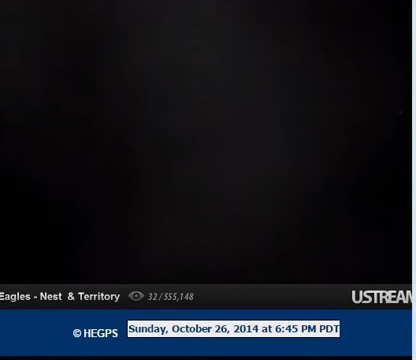 Eagles - Nest & Territory 32 / 555,148 USTREAM
© HEGPS Sunday, October 26, 2014 at 6:45 PM PDT